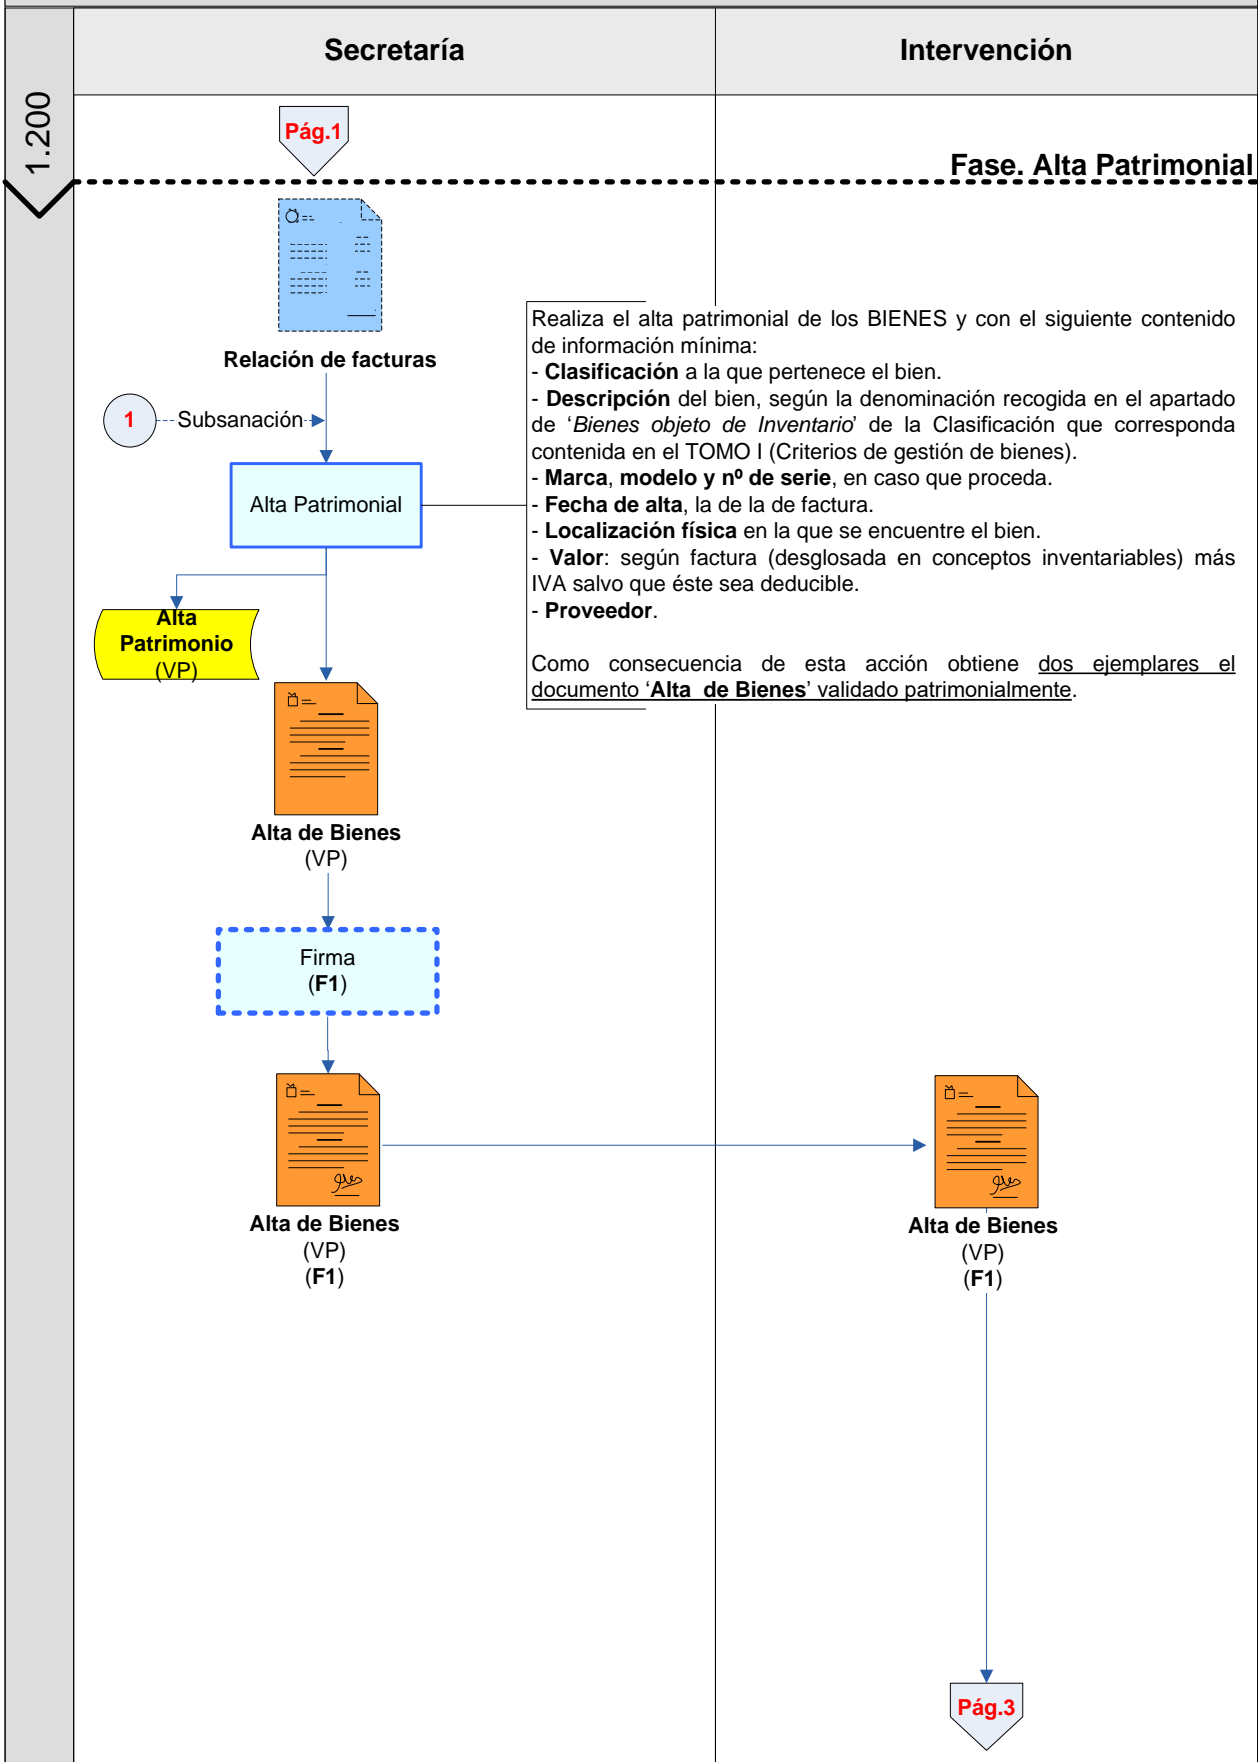 Secretaría
Intervención
1.200
Pág.1
Fase. Alta Patrimonial
Relación de facturas
1
Subsanación
Alta Patrimonial
Realiza el alta patrimonial de los BIENES y con el siguiente contenido
de información mínima:
- Clasificación a la que pertenece el bien.
- Descripción del bien, según la denominación recogida en el apartado
de ‘Bienes objeto de Inventario’ de la Clasificación que corresponda
contenida en el TOMO I (Criterios de gestión de bienes).
- Marca, modelo y nº de serie, en caso que proceda.
- Fecha de alta, la de la de factura.
- Localización física en la que se encuentre el bien.
- Valor: según factura (desglosada en conceptos inventariables) más
IVA salvo que éste sea deducible.
- Proveedor.
Como consecuencia de esta acción obtiene dos ejemplares el
documento ‘Alta de Bienes’ validado patrimonialmente.
Alta
Patrimonio
(VP)
Alta de Bienes
(VP)
Firma
(F1)
Alta de Bienes
(VP)
(F1)
Alta de Bienes
(VP)
(F1)
Pág.3